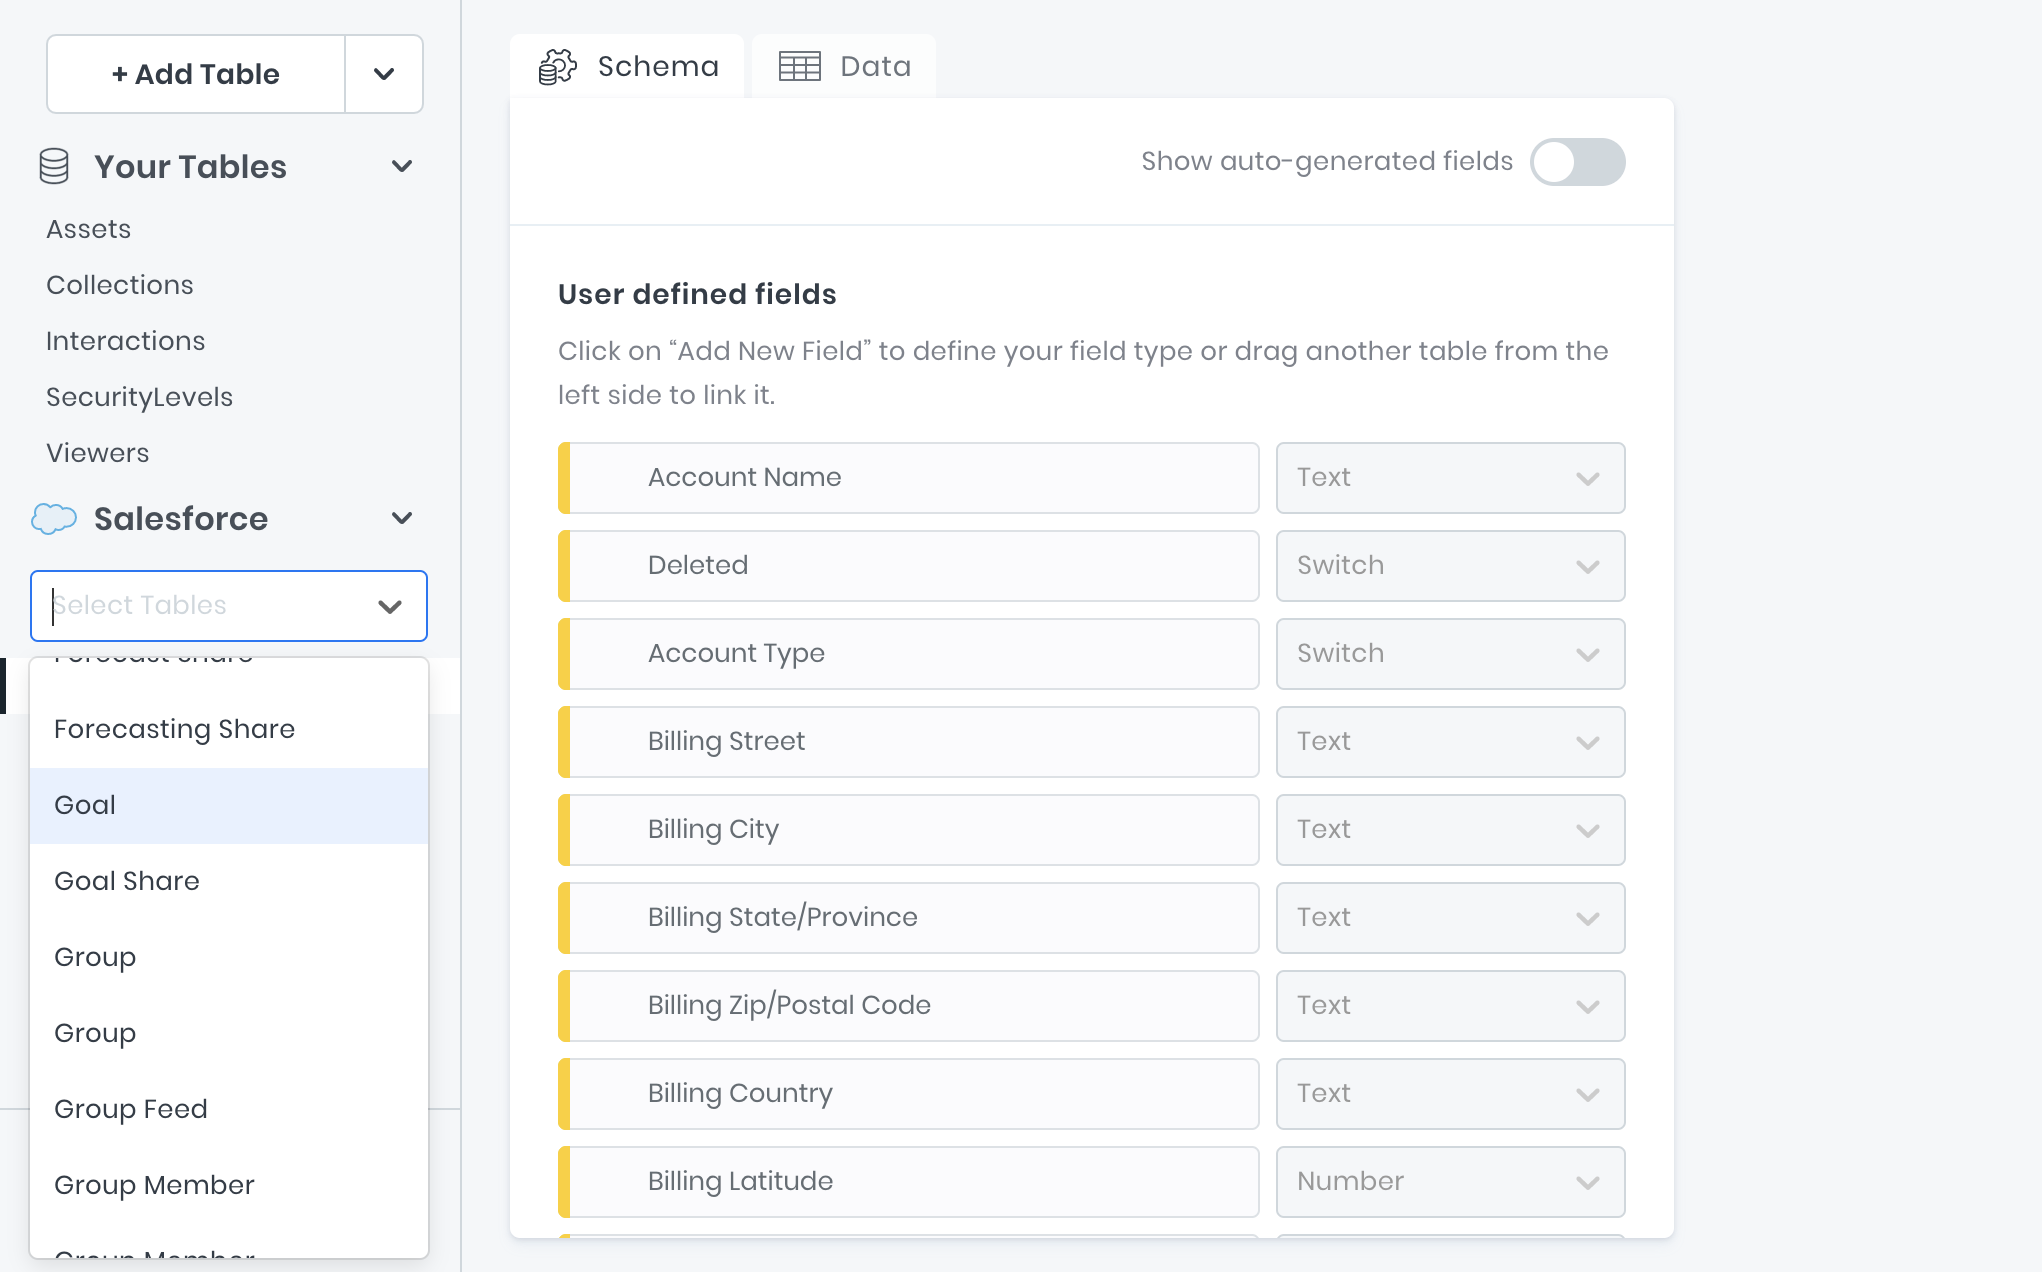 + Add Table
Your Tables
Assets
Collections
Interactions
SecurityLevels
Viewers
Salesforce
Select Tables
Forecast Share
Forecasting Share
Goal
Goal Share
Group
Group
Group Feed
Group Member
Group Member
Schema
Data
Show auto-generated fields
User defined fields
Click on “Add New Field” to define your field type or drag another table from the
left side to link it.
Account Name
Text
Deleted
Switch
Account Type
Switch
Billing Street
Text
Billing City
Text
Billing State/Province
Text
Billing Zip/Postal Code
Text
Billing Country
Text
Billing Latitude
Number